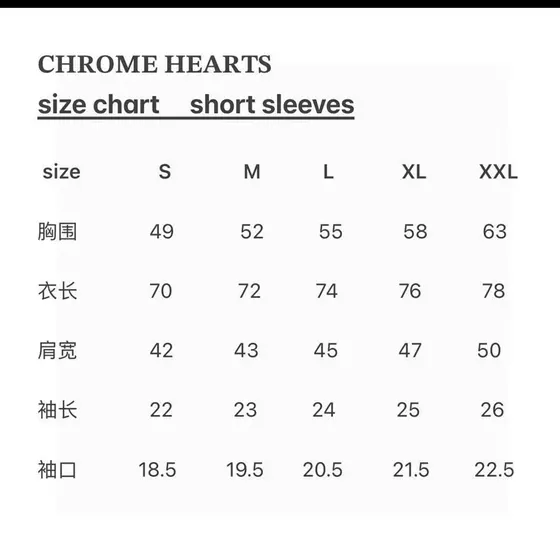 CHROME HEARTS
size chart short sleeves
size S M L XL XXL
胸围 49 52 55 58 63
衣长 70 72 74 76 78
肩宽 42 43 45 47 50
袖长 22 23 24 25 26
袖口 18.5 19.5 20.5 21.5 22.5